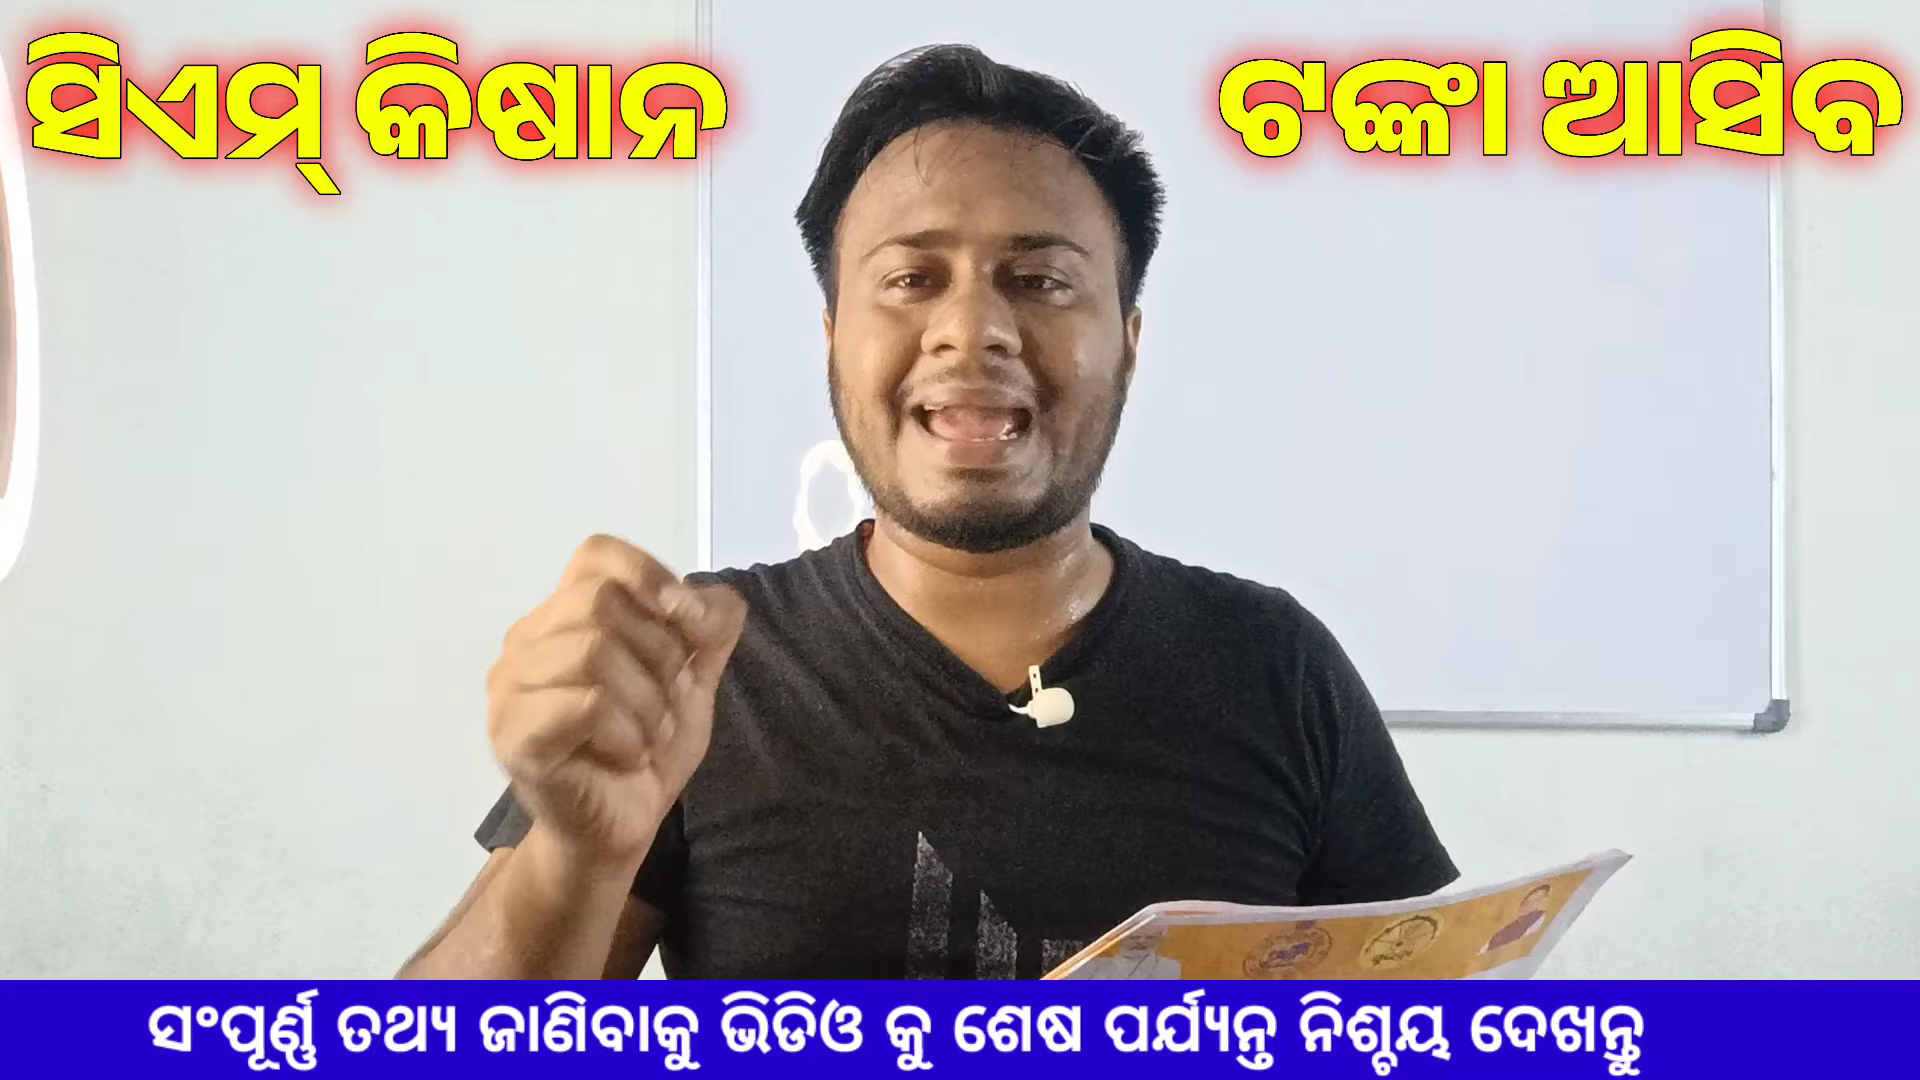 ସିଏମ୍ କିଷାନ
ଟଙ୍କା ଆସିବ
ସଂପୂର୍ଣ୍ଣ ତଥ୍ୟ ଜାଣିବାକୁ ଭିଡିଓ କୁ ଶେଷ ପର୍ଯ୍ୟନ୍ତ ନିଶ୍ଚୟ ଦେଖନ୍ତୁ